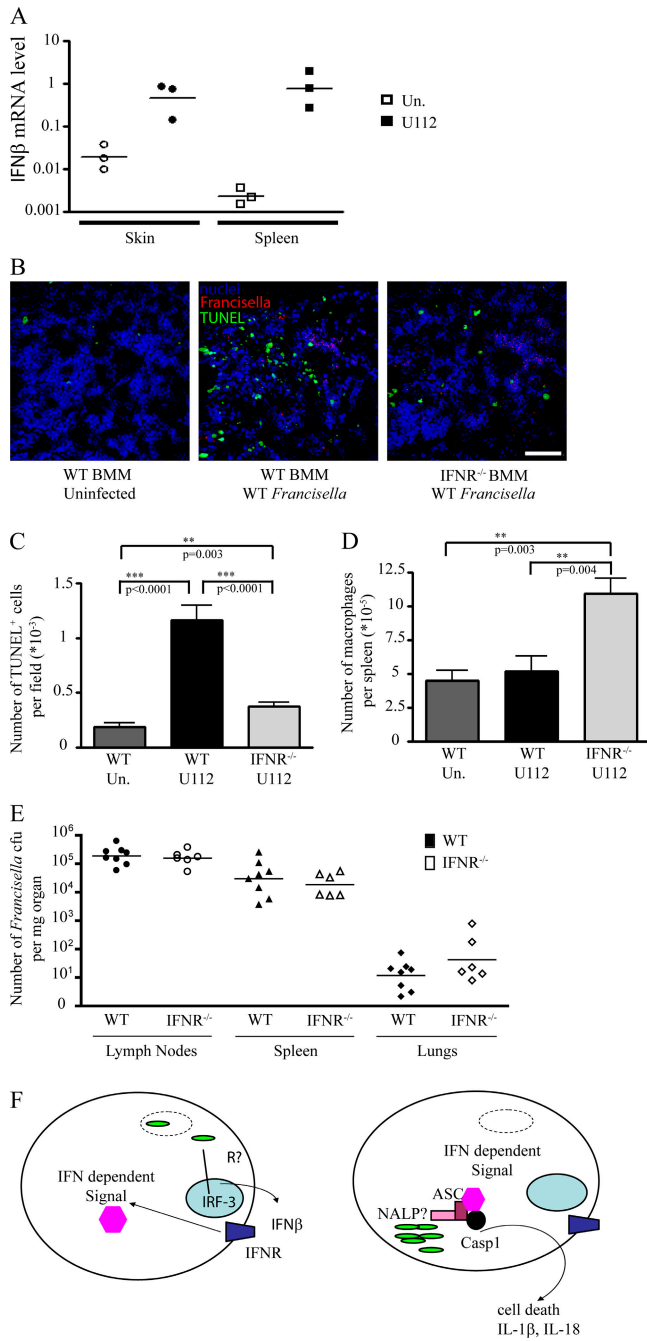 A
IFNβ mRNA level
10
1
0.1
0.01
0.001
Un.
U112
Skin
Spleen
B
nuclei
Francisella
TUNEL
WT BMM
Uninfected
WT BMM
WT Francisella
IFNR-/- BMM
WT Francisella
C
Number of TUNEL+ cells
per field (*10-3)
**
p=0.003
***
p<0.0001
***
p<0.0001
1.5
1
0.5
0
WT
Un.
WT
U112
IFNR-/-
U112
D
Number of macrophages
per spleen (*10-5)
**
p=0.003
**
p=0.004
12.5
10
7.5
5
2.5
0
WT
Un.
WT
U112
IFNR-/-
U112
E
Number of Francisella cfu
per mg organ
10^6
10^5
10^4
10^3
10^2
10^1
0
WT
IFNR-/-
WT
IFNR-/-
WT
IFNR-/-
WT
IFNR-/-
Lymph Nodes
Spleen
Lungs
F
R?
IFN dependent
Signal
IRF-3
IFNβ
IFNR
IFN dependent
Signal
ASC
NALP?
Casp1
cell death
IL-1β, IL-18